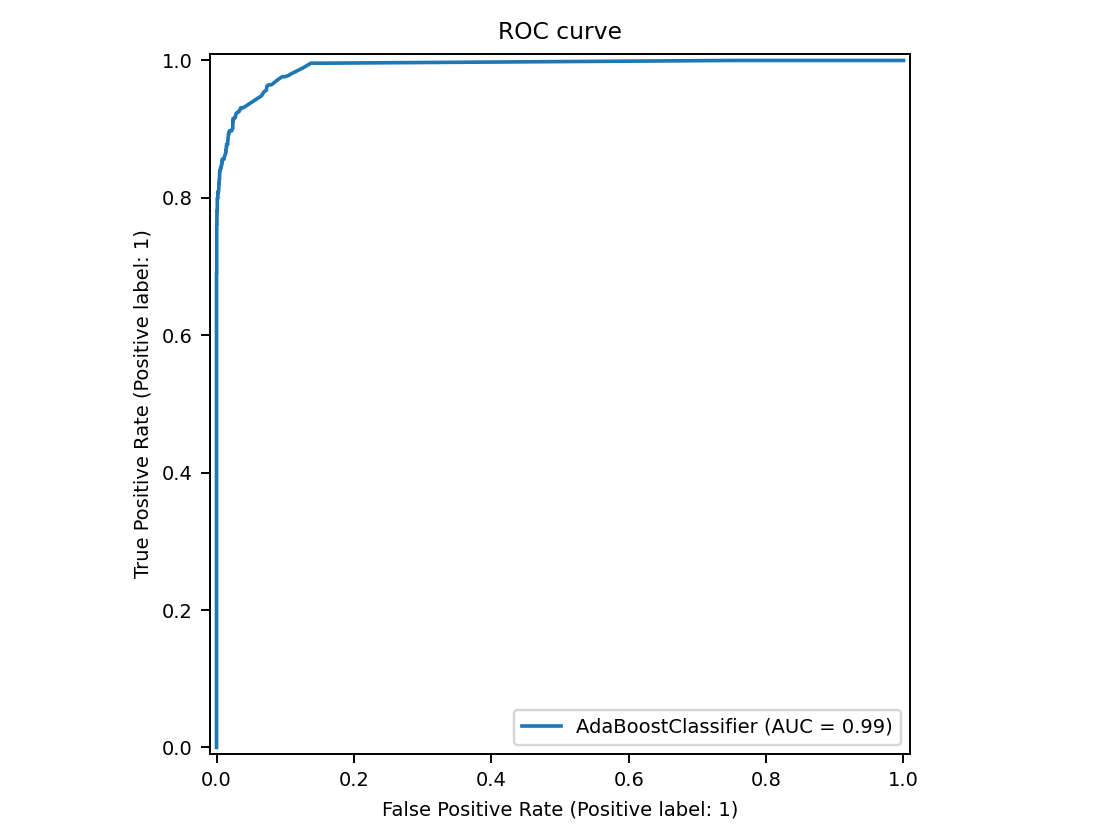 ROC curve
True Positive Rate (Positive label: 1)
1.0
0.8
0.6
0.4
0.2
0.0
AdaBoostClassifier (AUC = 0.99)
0.0 0.2 0.4 0.6 0.8 1.0
False Positive Rate (Positive label: 1)